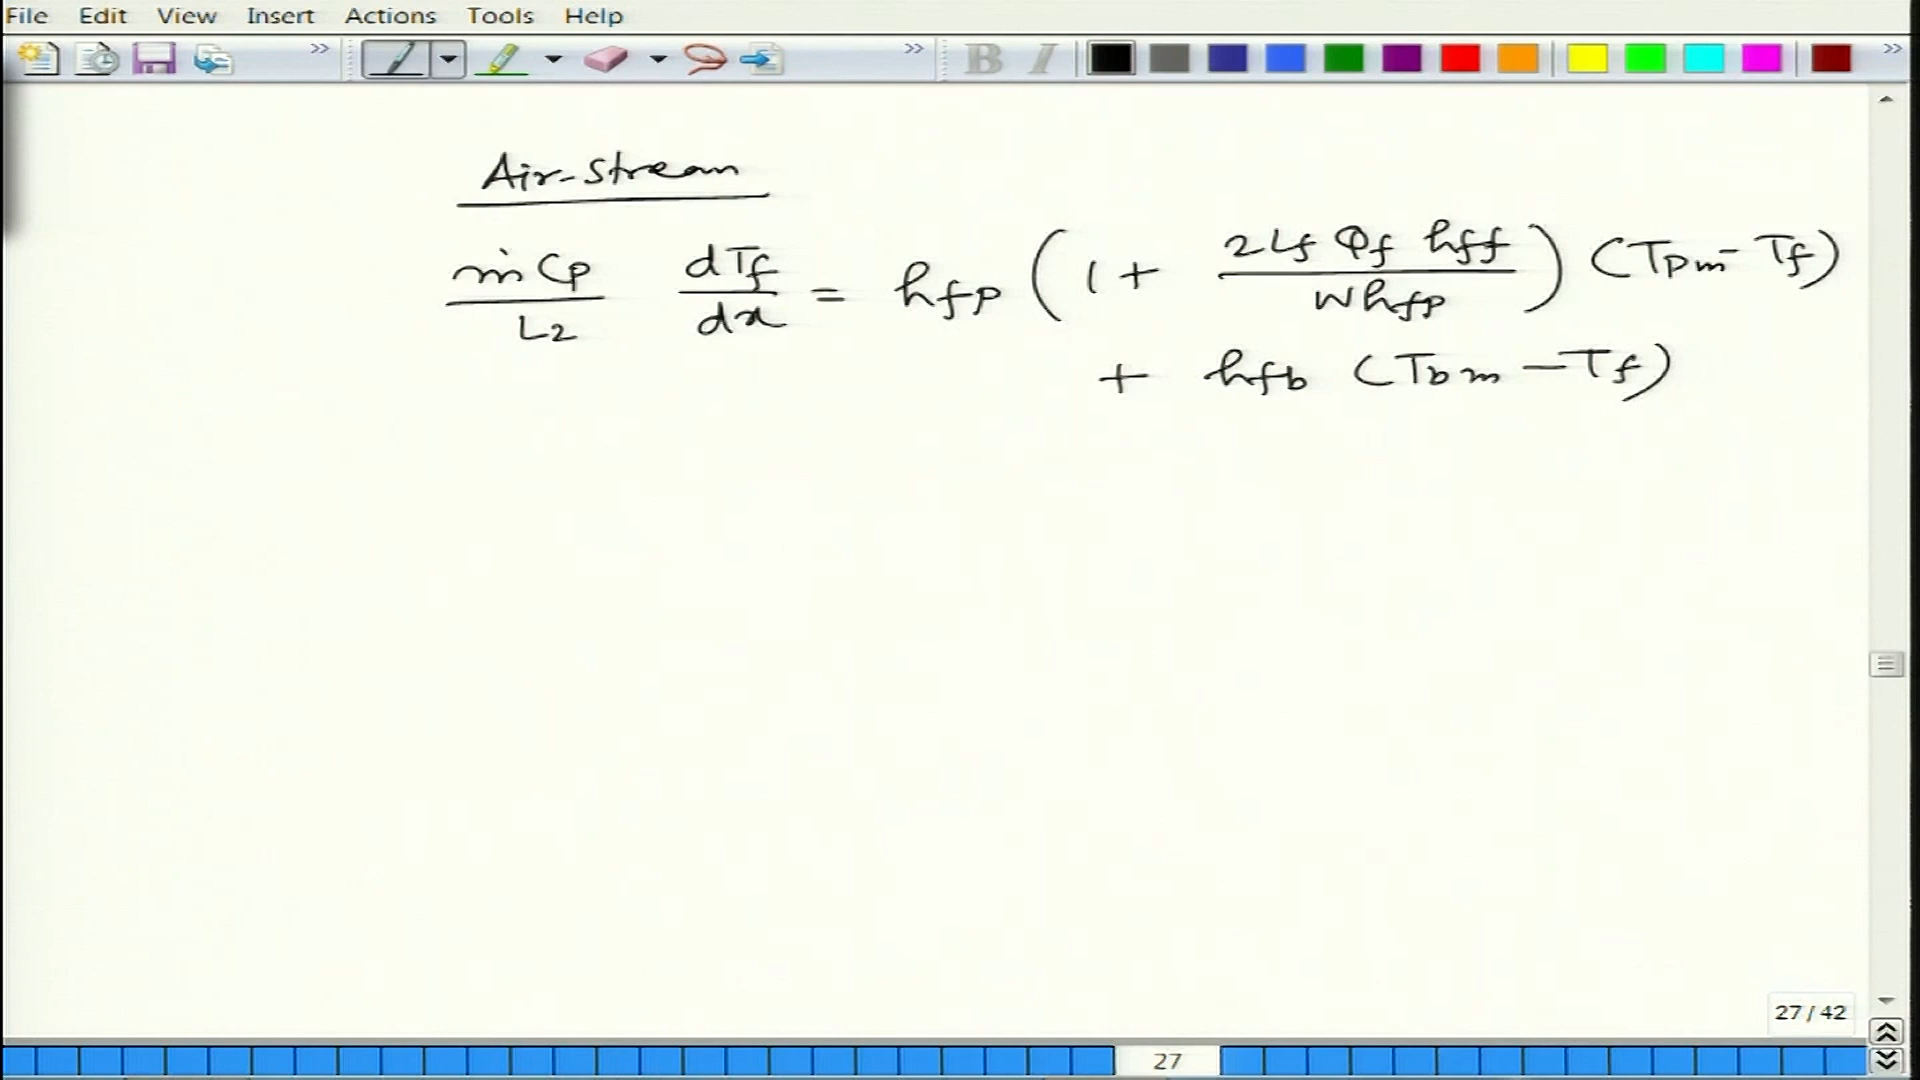 File Edit View Insert Actions Tools Help
B I
Air-stream
ṁCp/L2 dTf/dx = hfp (1 + 2Lf Φf hff / W hfp) (Tpm - Tf)
+ hfb (Tbm - Tf)
27 / 42
27